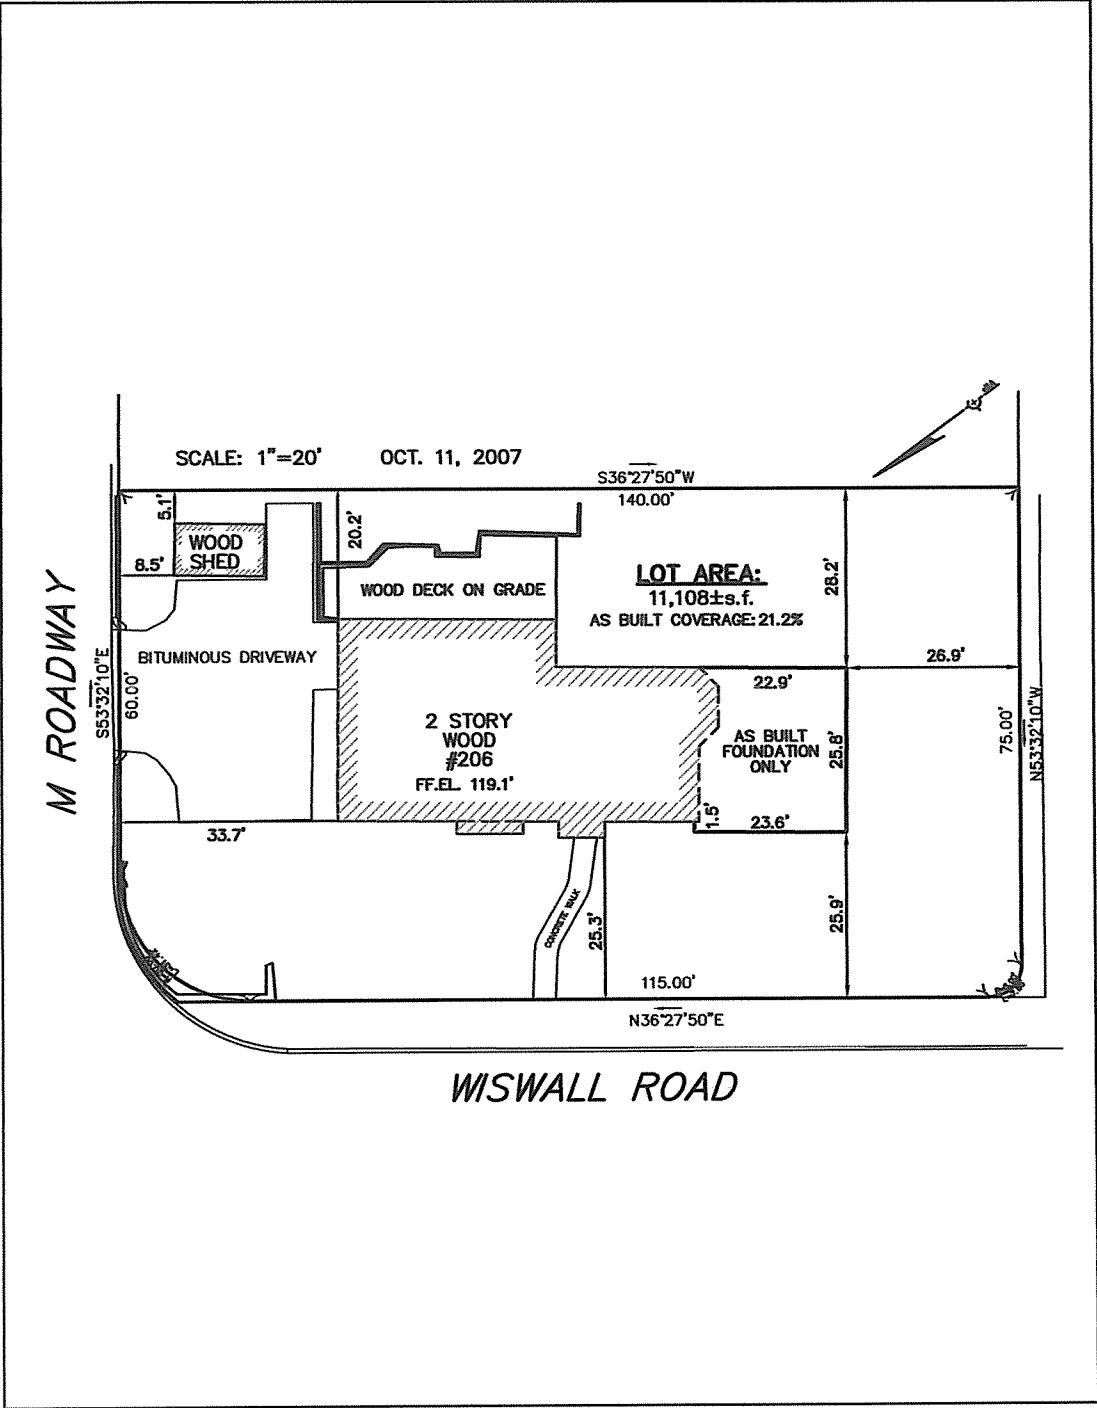 SCALE: 1"=20'
OCT. 11, 2007
S36°27'50"W
140.00'
5.1'
20.2'
WOOD
SHED
8.5'
WOOD DECK ON GRADE
LOT AREA:
11,108±s.f.
AS BUILT COVERAGE: 21.2%
28.2'
M ROADWAY
S53°32'10"E
60.00'
BITUMINOUS DRIVEWAY
26.9'
22.9'
2 STORY
WOOD
#206
FF.EL. 119.1'
AS BUILT
FOUNDATION
ONLY
25.8'
75.00'
N53°32'10"W
1.5'
23.6'
33.7'
CONCRETE WALK
25.3'
25.9'
115.00'
N36°27'50"E
WISWALL ROAD